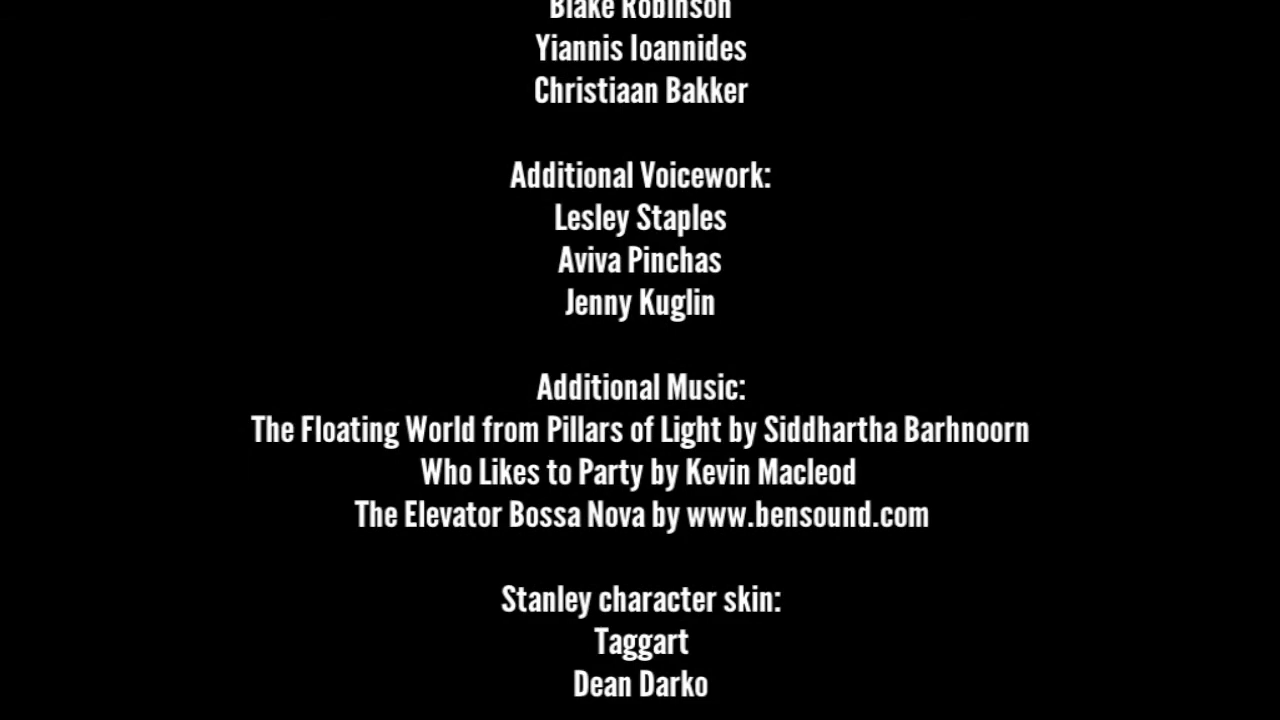 Blake Robinson
Yiannis Ioannides
Christiaan Bakker
Additional Voicework:
Lesley Staples
Aviva Pinchas
Jenny Kuglin
Additional Music:
The Floating World from Pillars of Light by Siddhartha Barhnoorn
Who Likes to Party by Kevin Macleod
The Elevator Bossa Nova by www.bensound.com
Stanley character skin:
Taggart
Dean Darko